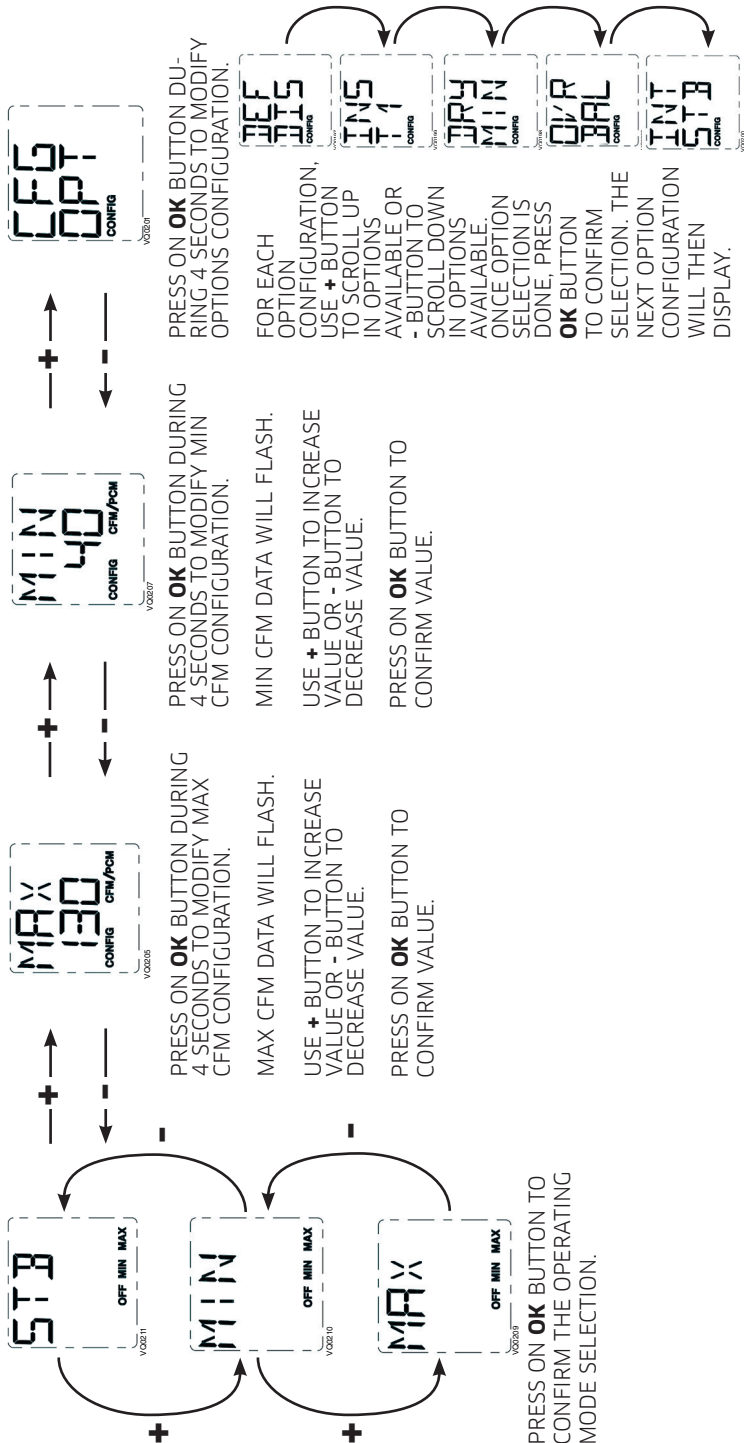 STB
OFF MIN MAX
VQ0211
+
-
MIN
OFF MIN MAX
VQ0210
+
-
MAX
OFF MIN MAX
VQ0209
PRESS ON OK BUTTON TO
CONFIRM THE OPERATING
MODE SELECTION.
+
-
MAX
130
CONFIG CFM/PCM
VQ0205
PRESS ON OK BUTTON DURING
4 SECONDS TO MODIFY MAX
CFM CONFIGURATION.
MAX CFM DATA WILL FLASH.
USE + BUTTON TO INCREASE
VALUE OR - BUTTON TO
DECREASE VALUE.
PRESS ON OK BUTTON TO
CONFIRM VALUE.
+
-
MIN
40
CONFIG CFM/PCM
VQ0207
PRESS ON OK BUTTON DURING
4 SECONDS TO MODIFY MIN
CFM CONFIGURATION.
MIN CFM DATA WILL FLASH.
USE + BUTTON TO INCREASE
VALUE OR - BUTTON TO
DECREASE VALUE.
PRESS ON OK BUTTON TO
CONFIRM VALUE.
+
-
CFG
OPT
CONFIG
VQ0201
PRESS ON OK BUTTON DU-
RING 4 SECONDS TO MODIFY
OPTIONS CONFIGURATION.
FOR EACH
OPTION
CONFIGURATION,
USE + BUTTON
TO SCROLL UP
IN OPTIONS
AVAILABLE OR
- BUTTON TO
SCROLL DOWN
IN OPTIONS
AVAILABLE.
ONCE OPTION
SELECTION IS
DONE, PRESS
OK BUTTON
TO CONFIRM
SELECTION. THE
NEXT OPTION
CONFIGURATION
WILL THEN
DISPLAY.
DEF
DIS
CONFIG
INS
T1
CONFIG
DRY
MIN
CONFIG
OVR
BAL
CONFIG
INT
STB
CONFIG